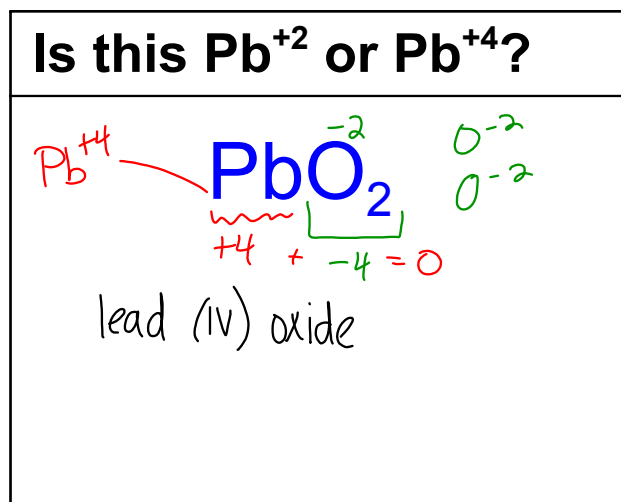 Is this Pb⁺² or Pb⁺⁴?
-2
O⁻²
Pb⁺⁴
PbO₂
O⁻²
+4 + -4 = 0
lead (IV) oxide